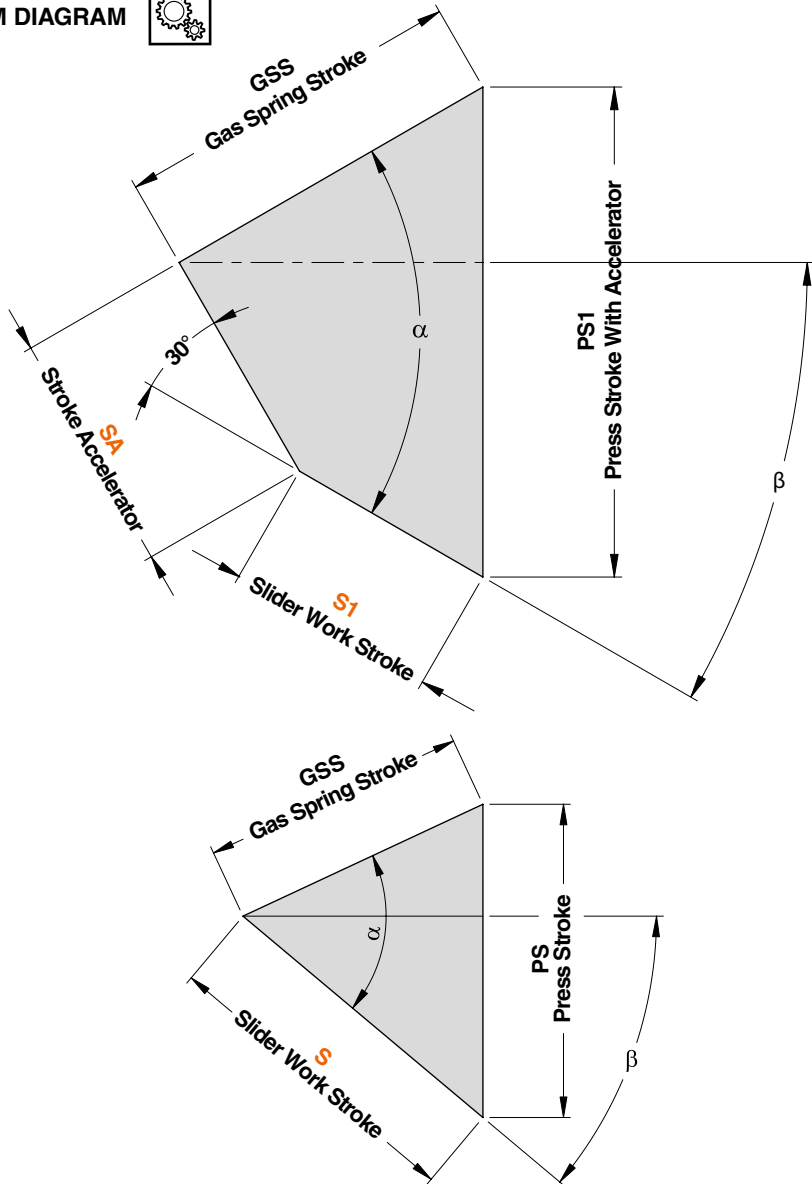 M DIAGRAM
GSS
Gas Spring Stroke
α
PS1
Press Stroke With Accelerator
β
30°
SA
Stroke Accelerator
S1
Slider Work Stroke
GSS
Gas Spring Stroke
α
PS
Press Stroke
β
S
Slider Work Stroke